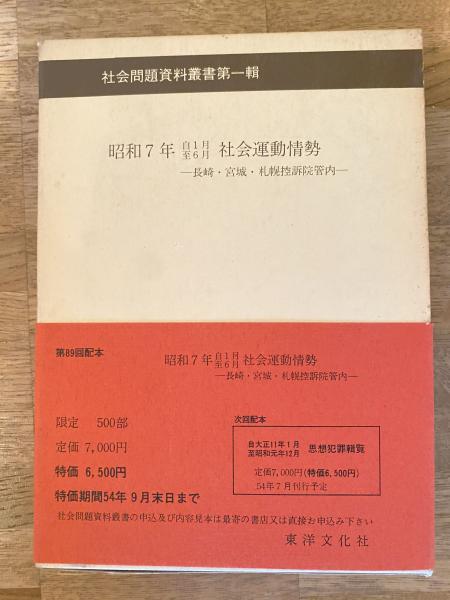 社会問題資料叢書第一輯
昭和7年 自1月至6月 社会運動情勢
―長崎・宮城・札幌控訴院管内―
第89回配本
昭和7年 自1月至6月 社会運動情勢
―長崎・宮城・札幌控訴院管内―
限定 500部
定価 7,000円
特価 6,500円
特価期間54年9月末日まで
次回配本
自大正11年1月
至昭和元年12月 思想犯罪輯覧
定価7,000円(特価6,500円)
54年7月刊行予定
社会問題資料叢書の申込及び内容見本は最寄の書店又は直接お申込み下さい
東洋文化社